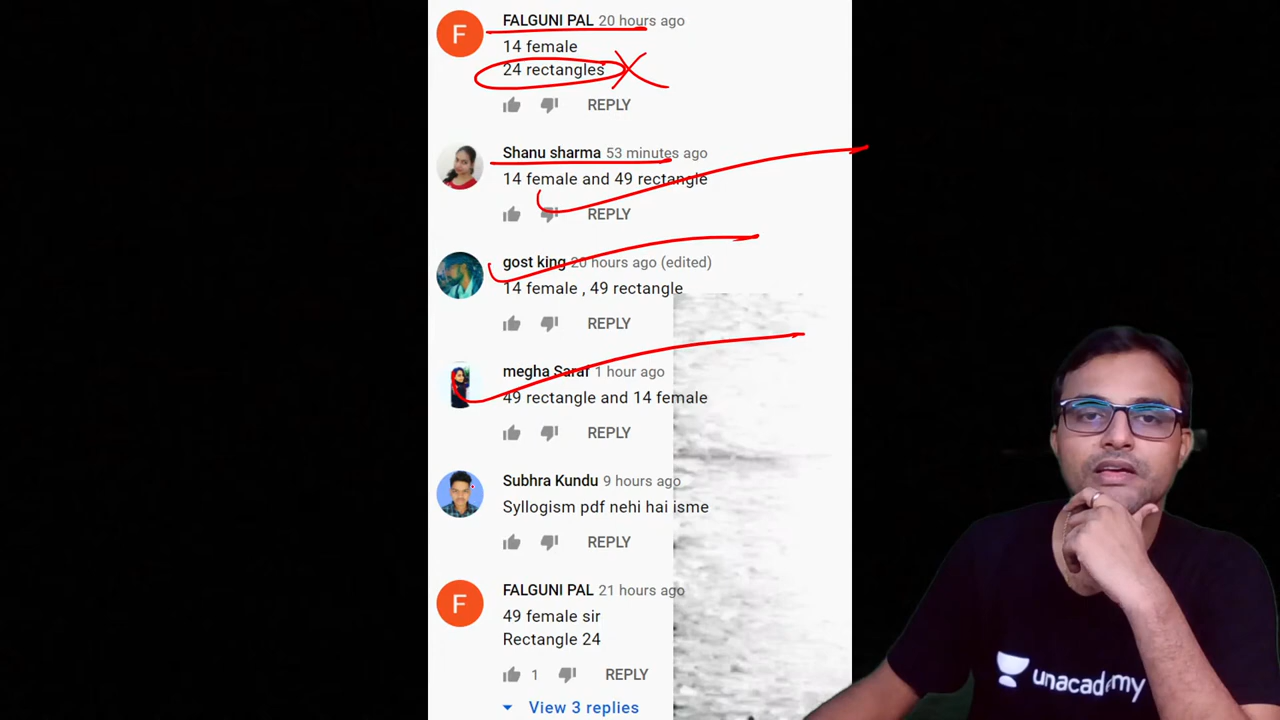 F
FALGUNI PAL 20 hours ago
14 female
24 rectangles
REPLY
Shanu sharma 53 minutes ago
14 female and 49 rectangle
REPLY
gost king 20 hours ago (edited)
14 female , 49 rectangle
REPLY
megha Saraf 1 hour ago
49 rectangle and 14 female
REPLY
Subhra Kundu 9 hours ago
Syllogism pdf nehi hai isme
REPLY
F
FALGUNI PAL 21 hours ago
49 female sir
Rectangle 24
1 REPLY
View 3 replies
unacademy